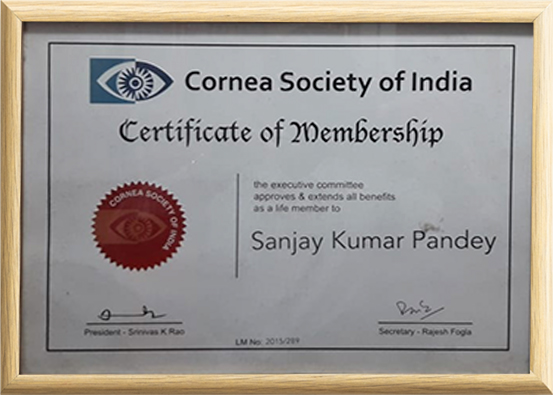 Cornea Society of India
Certificate of Membership
CORNEA SOCIETY OF INDIA
the executive committee
approves & extends all benefits
as a life member to
Sanjay Kumar Pandey
President - Srinivas K Rao
Secretary - Rajesh Fogla
LM No: 2015/289